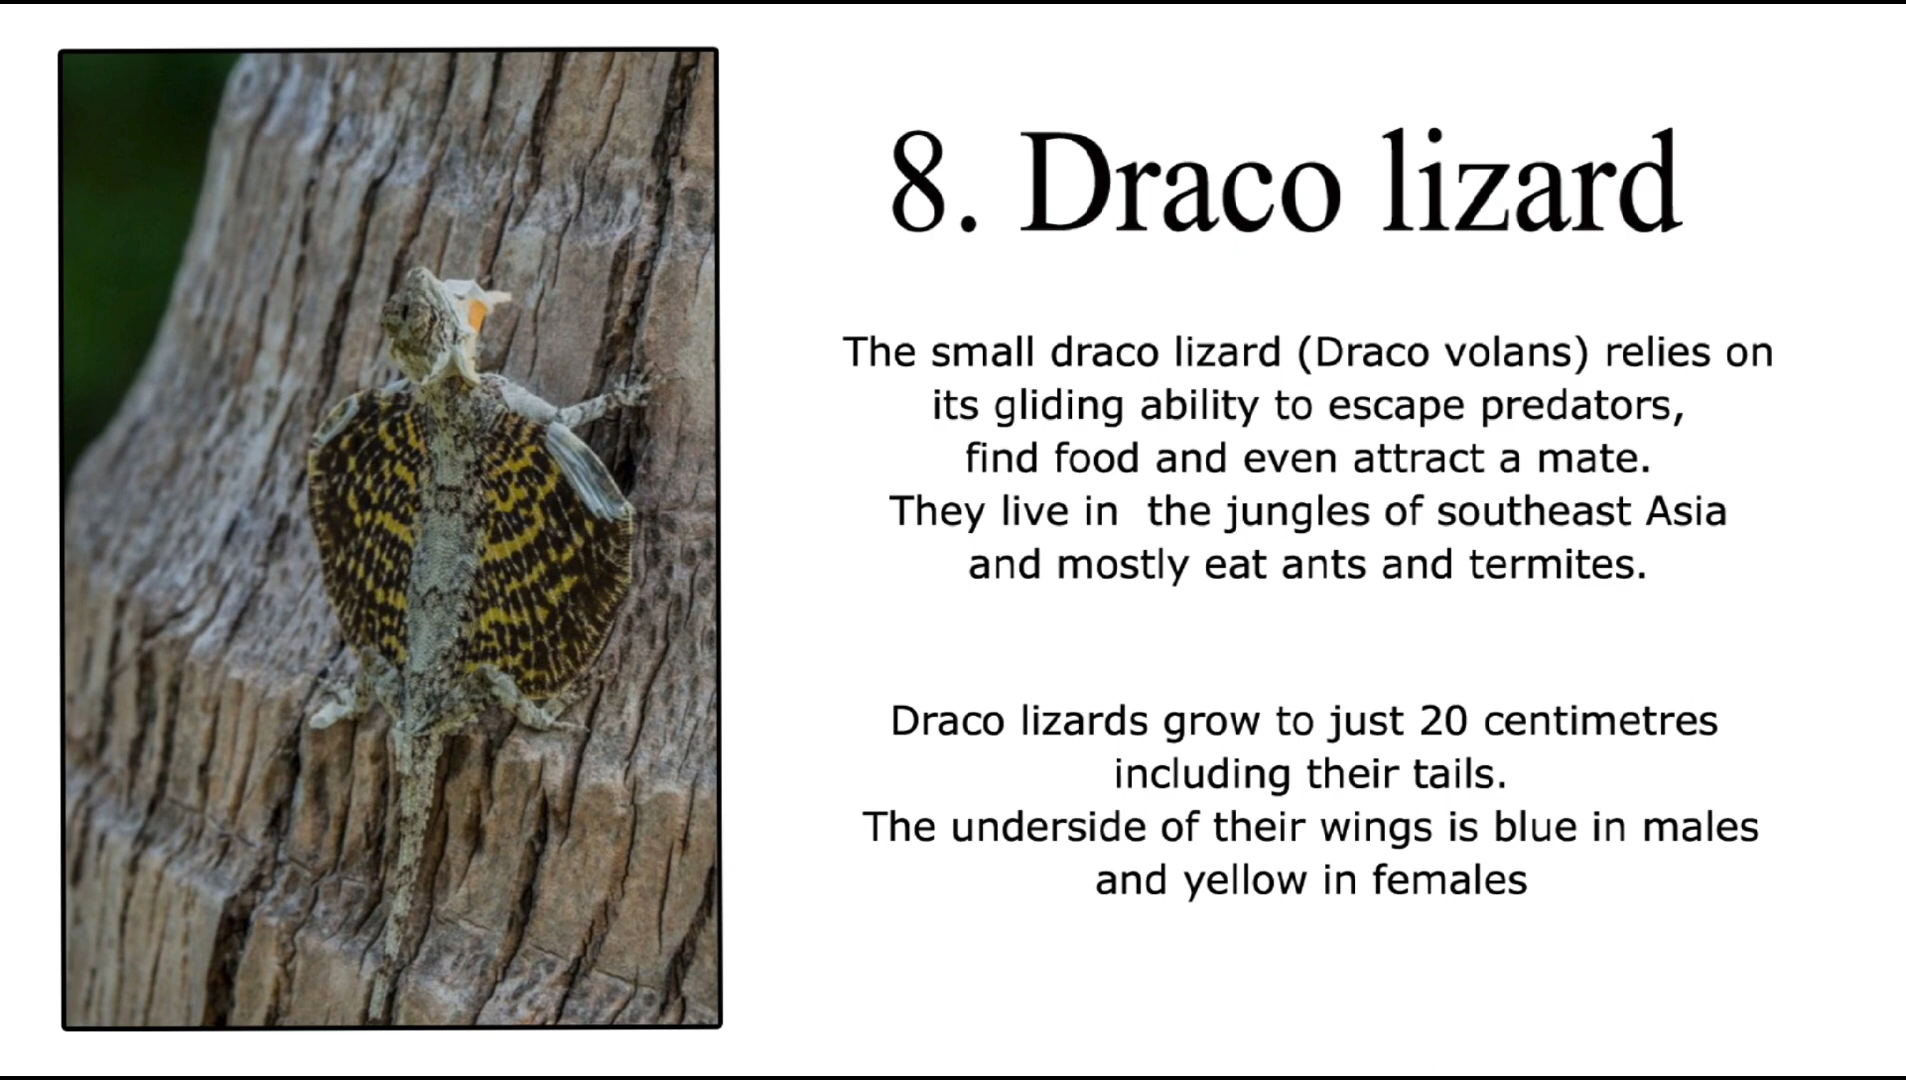 8. Draco lizard
The small draco lizard (Draco volans) relies on
its gliding ability to escape predators,
find food and even attract a mate.
They live in  the jungles of southeast Asia
and mostly eat ants and termites.
Draco lizards grow to just 20 centimetres
including their tails.
The underside of their wings is blue in males
and yellow in females